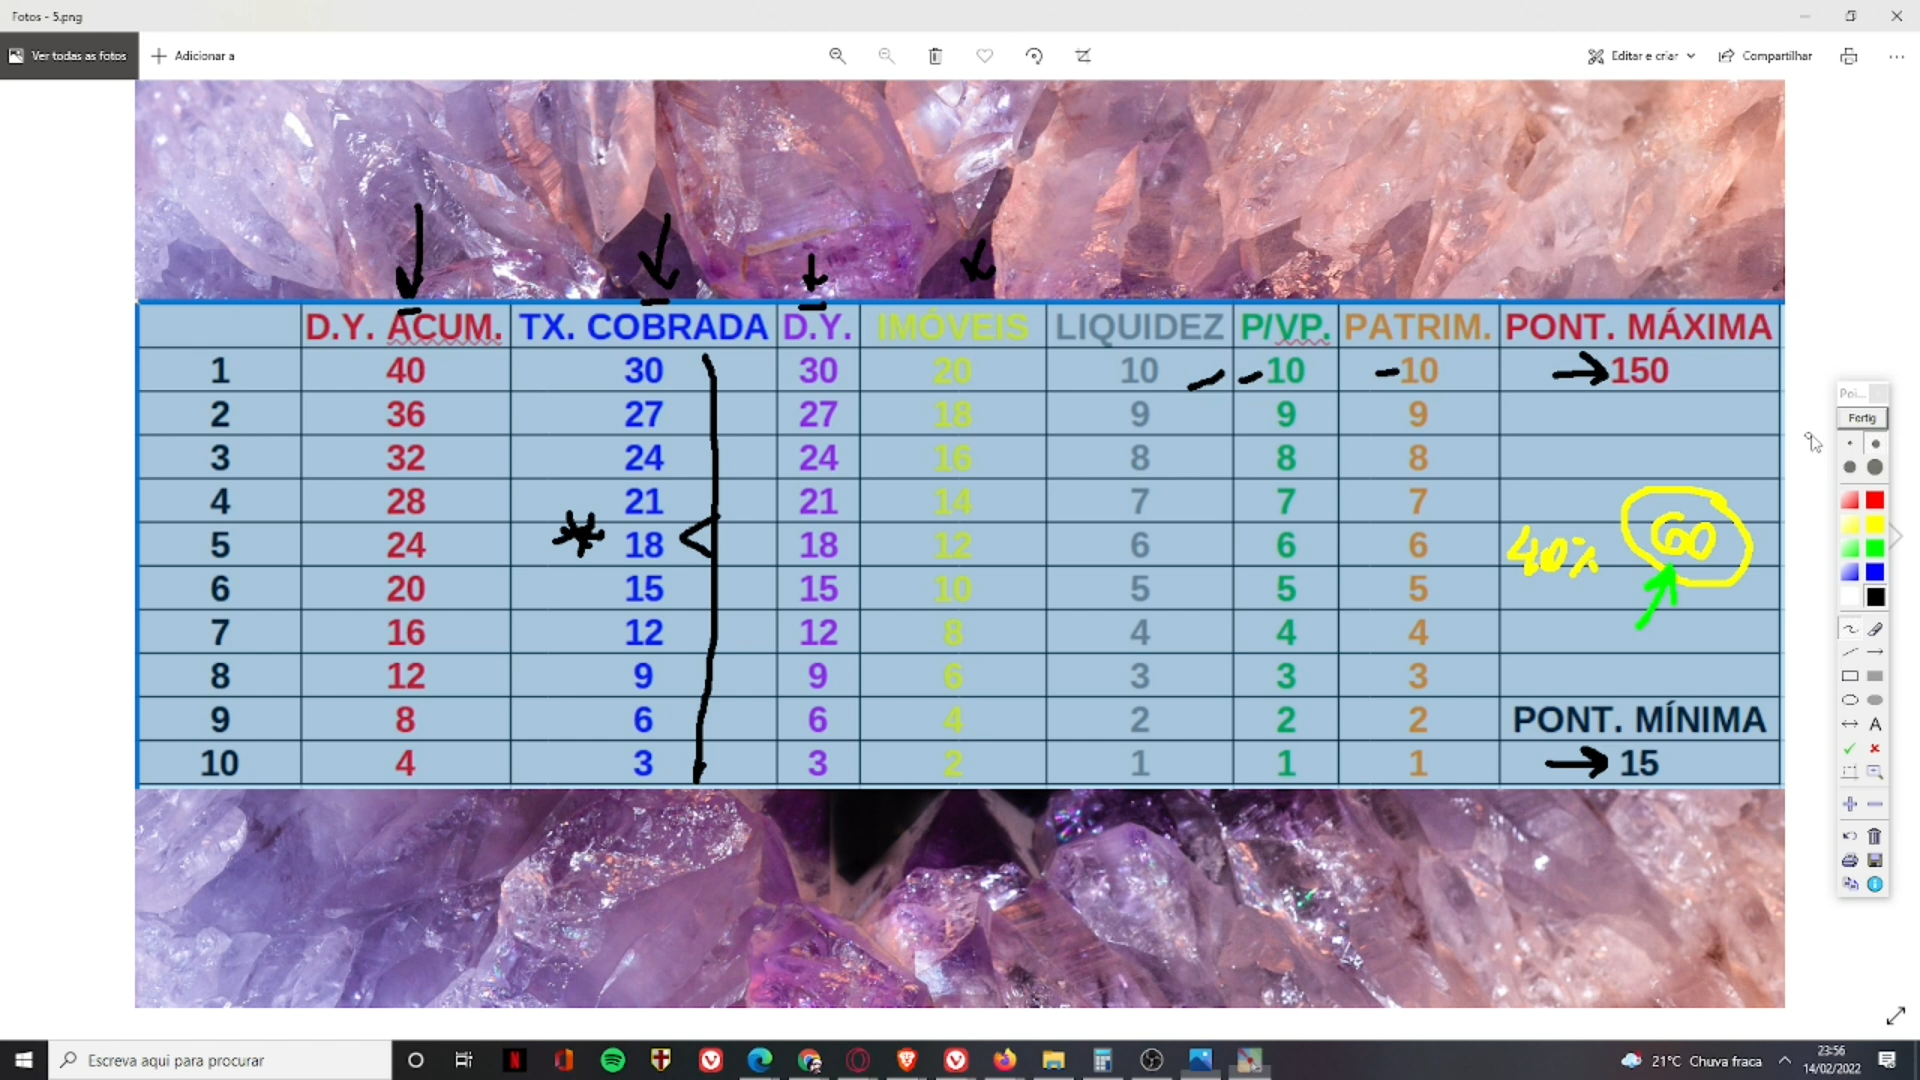 Fotos - 5.png
Ver todas as fotos
Adicionar a
Editar e criar
Compartilhar
D.Y. ACUM. TX. COBRADA D.Y. IMÓVEIS LIQUIDEZ P/VP. PATRIM. PONT. MÁXIMA
1 40 30 30 20 10 10 10 150
2 36 27 27 18 9 9 9
3 32 24 24 16 8 8 8
4 28 21 21 14 7 7 7
5 24 18 18 12 6 6 6 40% 60
6 20 15 15 10 5 5 5
7 16 12 12 8 4 4 4
8 12 9 9 6 3 3 3
9 8 6 6 4 2 2 2 PONT. MÍNIMA
10 4 3 3 2 1 1 1 15
Poi...
Fertig
A
Escreva aqui para procurar
21°C Chuva fraca
23:56
14/02/2022